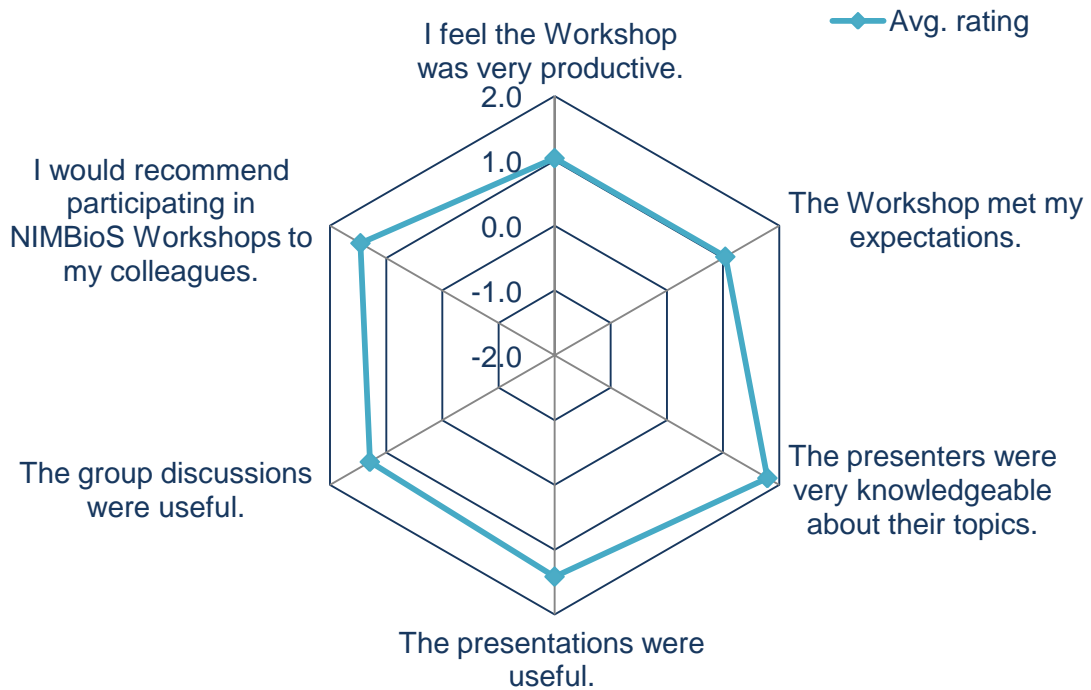 Avg. rating
I feel the Workshop
was very productive.
2.0
1.0
0.0
-1.0
-2.0
The Workshop met my
expectations.
The presenters were
very knowledgeable
about their topics.
The presentations were
useful.
The group discussions
were useful.
I would recommend
participating in
NIMBioS Workshops to
my colleagues.